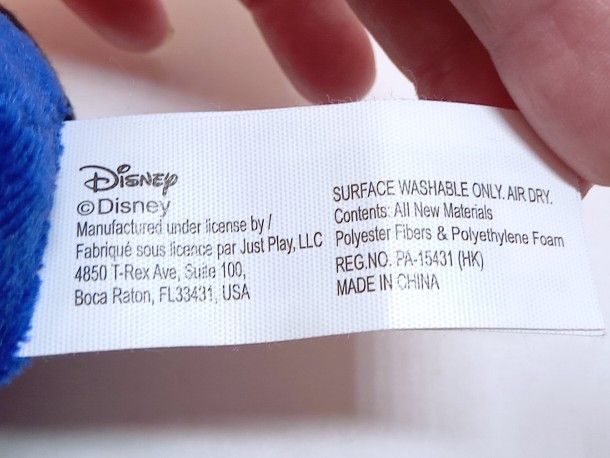 Disney
©Disney
Manufactured under license by /
Fabriqué sous licence par Just Play, LLC
4850 T-Rex Ave, Suite 100,
Boca Raton, FL33431, USA
SURFACE WASHABLE ONLY. AIR DRY.
Contents: All New Materials
Polyester Fibers & Polyethylene Foam
REG.NO. PA-15431 (HK)
MADE IN CHINA